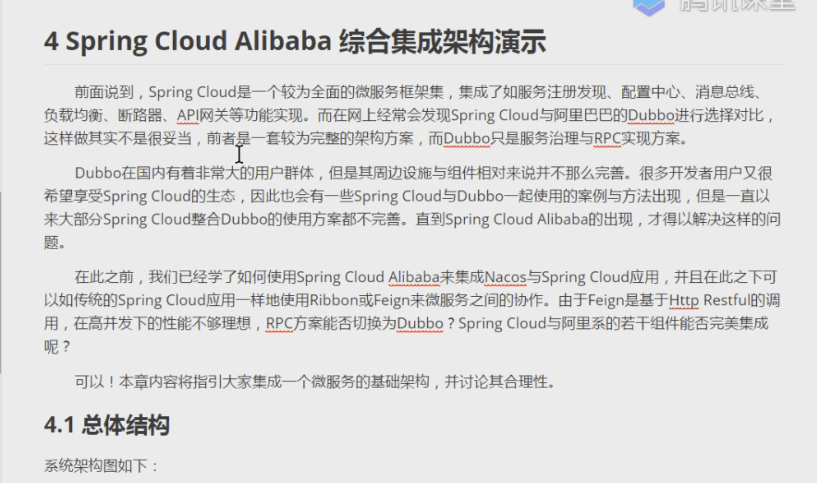 腾讯课堂
4 Spring Cloud Alibaba 综合集成架构演示
前面说到，Spring Cloud是一个较为全面的微服务框架集，集成了如服务注册发现、配置中心、消息总线、
负载均衡、断路器、API网关等功能实现。而在网上经常会发现Spring Cloud与阿里巴巴的Dubbo进行选择对比，
这样做其实不是很妥当，前者是一套较为完整的架构方案，而Dubbo只是服务治理与RPC实现方案。
Dubbo在国内有着非常大的用户群体，但是其周边设施与组件相对来说并不那么完善。很多开发者用户又很
希望享受Spring Cloud的生态，因此也会有一些Spring Cloud与Dubbo一起使用的案例与方法出现，但是一直以
来大部分Spring Cloud整合Dubbo的使用方案都不完善。直到Spring Cloud Alibaba的出现，才得以解决这样的问
题。
在此之前，我们已经学了如何使用Spring Cloud Alibaba来集成Nacos与Spring Cloud应用，并且在此之下可
以如传统的Spring Cloud应用一样地使用Ribbon或Feign来微服务之间的协作。由于Feign是基于Http Restful的调
用，在高并发下的性能不够理想，RPC方案能否切换为Dubbo？Spring Cloud与阿里系的若干组件能否完美集成
呢？
可以！本章内容将指引大家集成一个微服务的基础架构，并讨论其合理性。
4.1 总体结构
系统架构图如下：